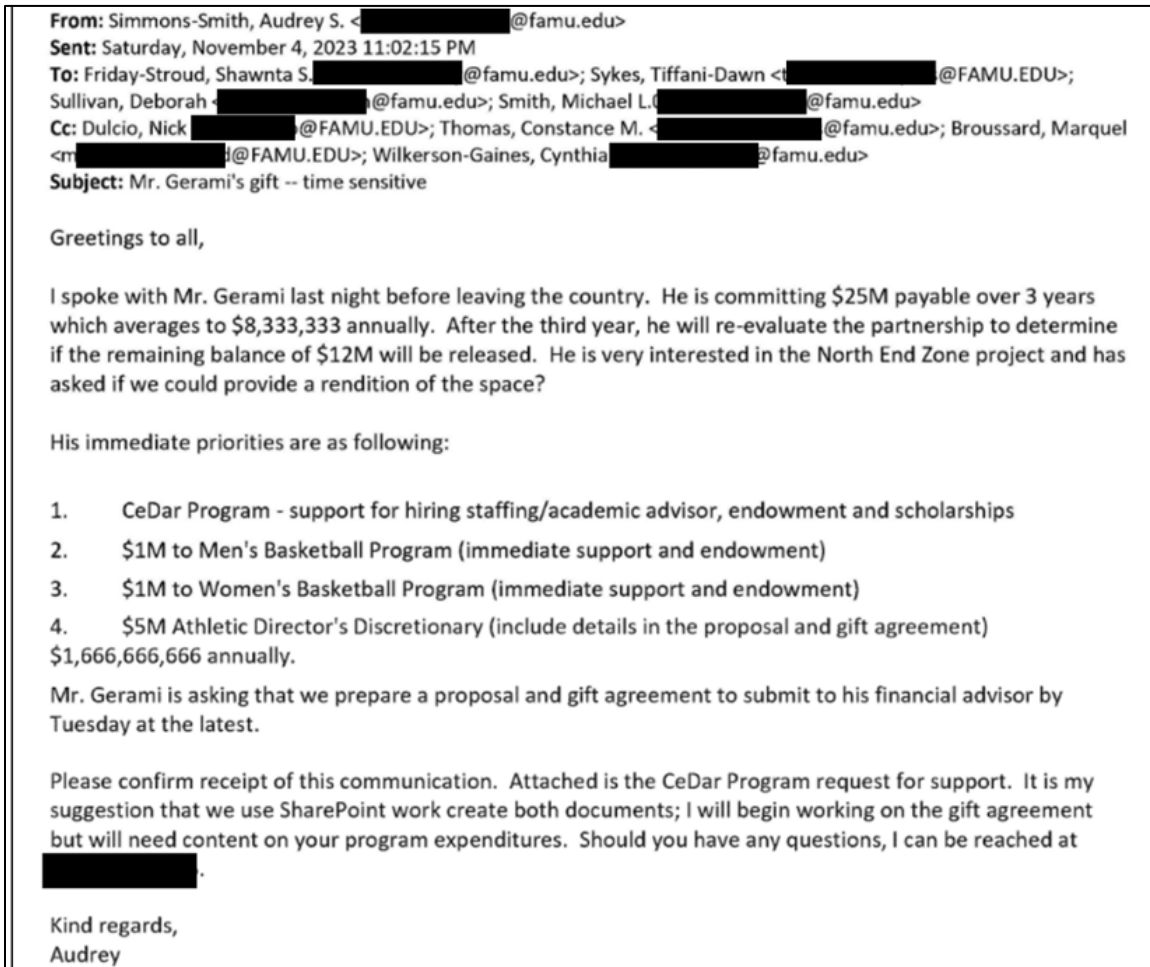 From: Simmons-Smith, Audrey S. < @famu.edu>
Sent: Saturday, November 4, 2023 11:02:15 PM
To: Friday-Stroud, Shawnta S. @famu.edu>; Sykes, Tiffani-Dawn <t @FAMU.EDU>;
Sullivan, Deborah < @famu.edu>; Smith, Michael L. @famu.edu>
Cc: Dulcio, Nick @FAMU.EDU>; Thomas, Constance M. < @famu.edu>; Broussard, Marquel
<m d@FAMU.EDU>; Wilkerson-Gaines, Cynthia @famu.edu>
Subject: Mr. Gerami's gift -- time sensitive
Greetings to all,
I spoke with Mr. Gerami last night before leaving the country. He is committing $25M payable over 3 years
which averages to $8,333,333 annually. After the third year, he will re-evaluate the partnership to determine
if the remaining balance of $12M will be released. He is very interested in the North End Zone project and has
asked if we could provide a rendition of the space?
His immediate priorities are as following:
1. CeDar Program - support for hiring staffing/academic advisor, endowment and scholarships
2. $1M to Men's Basketball Program (immediate support and endowment)
3. $1M to Women's Basketball Program (immediate support and endowment)
4. $5M Athletic Director's Discretionary (include details in the proposal and gift agreement)
$1,666,666,666 annually.
Mr. Gerami is asking that we prepare a proposal and gift agreement to submit to his financial advisor by
Tuesday at the latest.
Please confirm receipt of this communication. Attached is the CeDar Program request for support. It is my
suggestion that we use SharePoint work create both documents; I will begin working on the gift agreement
but will need content on your program expenditures. Should you have any questions, I can be reached at
.
Kind regards,
Audrey